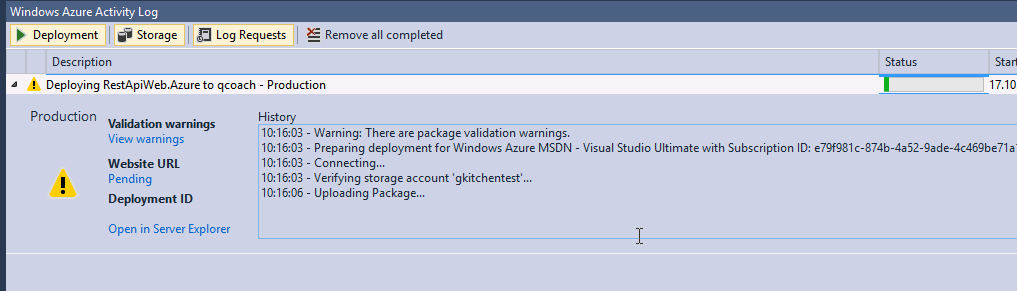 Windows Azure Activity Log
Deployment Storage Log Requests Remove all completed
Description Status Start
Deploying RestApiWeb.Azure to qcoach - Production 17.10
Production
Validation warnings
View warnings
Website URL
Pending
Deployment ID
Open in Server Explorer
History
10:16:03 - Warning: There are package validation warnings.
10:16:03 - Preparing deployment for Windows Azure MSDN - Visual Studio Ultimate with Subscription ID: e79f981c-874b-4a52-9ade-4c469be71a1
10:16:03 - Connecting...
10:16:03 - Verifying storage account 'gkitchentest'...
10:16:06 - Uploading Package...